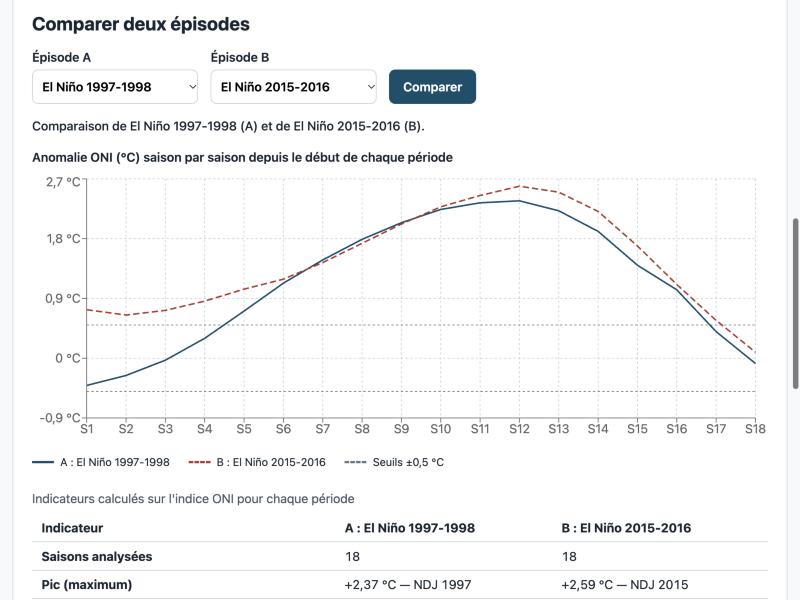 Comparer deux épisodes
Épisode A
Épisode B
El Niño 1997-1998
El Niño 2015-2016
Comparer
Comparaison de El Niño 1997-1998 (A) et de El Niño 2015-2016 (B).
Anomalie ONI (°C) saison par saison depuis le début de chaque période
2,7 °C
1,8 °C
0,9 °C
0 °C
-0,9 °C
S1 S2 S3 S4 S5 S6 S7 S8 S9 S10 S11 S12 S13 S14 S15 S16 S17 S18
A : El Niño 1997-1998 B : El Niño 2015-2016 Seuils ±0,5 °C
Indicateurs calculés sur l'indice ONI pour chaque période
Indicateur A : El Niño 1997-1998 B : El Niño 2015-2016
Saisons analysées 18 18
Pic (maximum) +2,37 °C — NDJ 1997 +2,59 °C — NDJ 2015